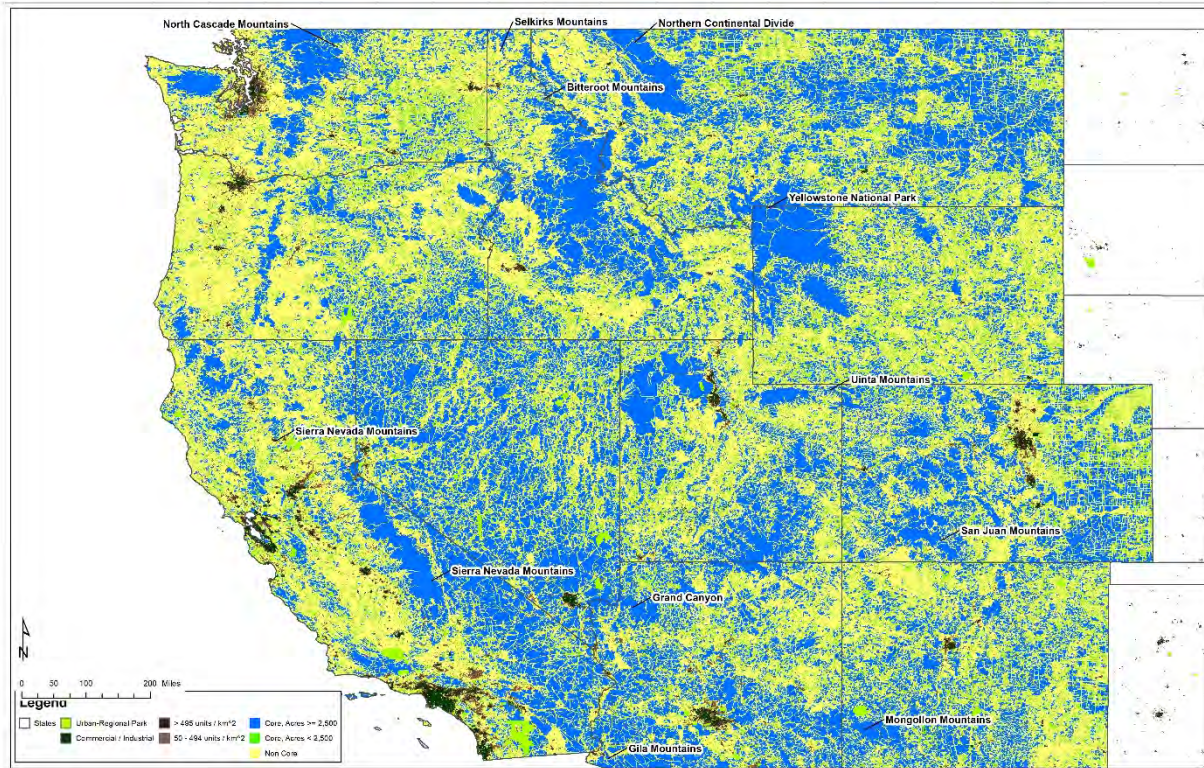 North Cascade Mountains
Selkirks Mountains
Northern Continental Divide
Bitteroot Mountains
Yellowstone National Park
Uinta Mountains
Sierra Nevada Mountains
San Juan Mountains
Sierra Nevada Mountains
Grand Canyon
Mongollon Mountains
Gila Mountains
N
0 50 100 200 Miles
Legend
States Urban-Regional Park > 495 units / km^2 Core, Acres >= 2,500
Commercial / Industrial 50 - 494 units / km^2 Core, Acres < 2,500
Non Core